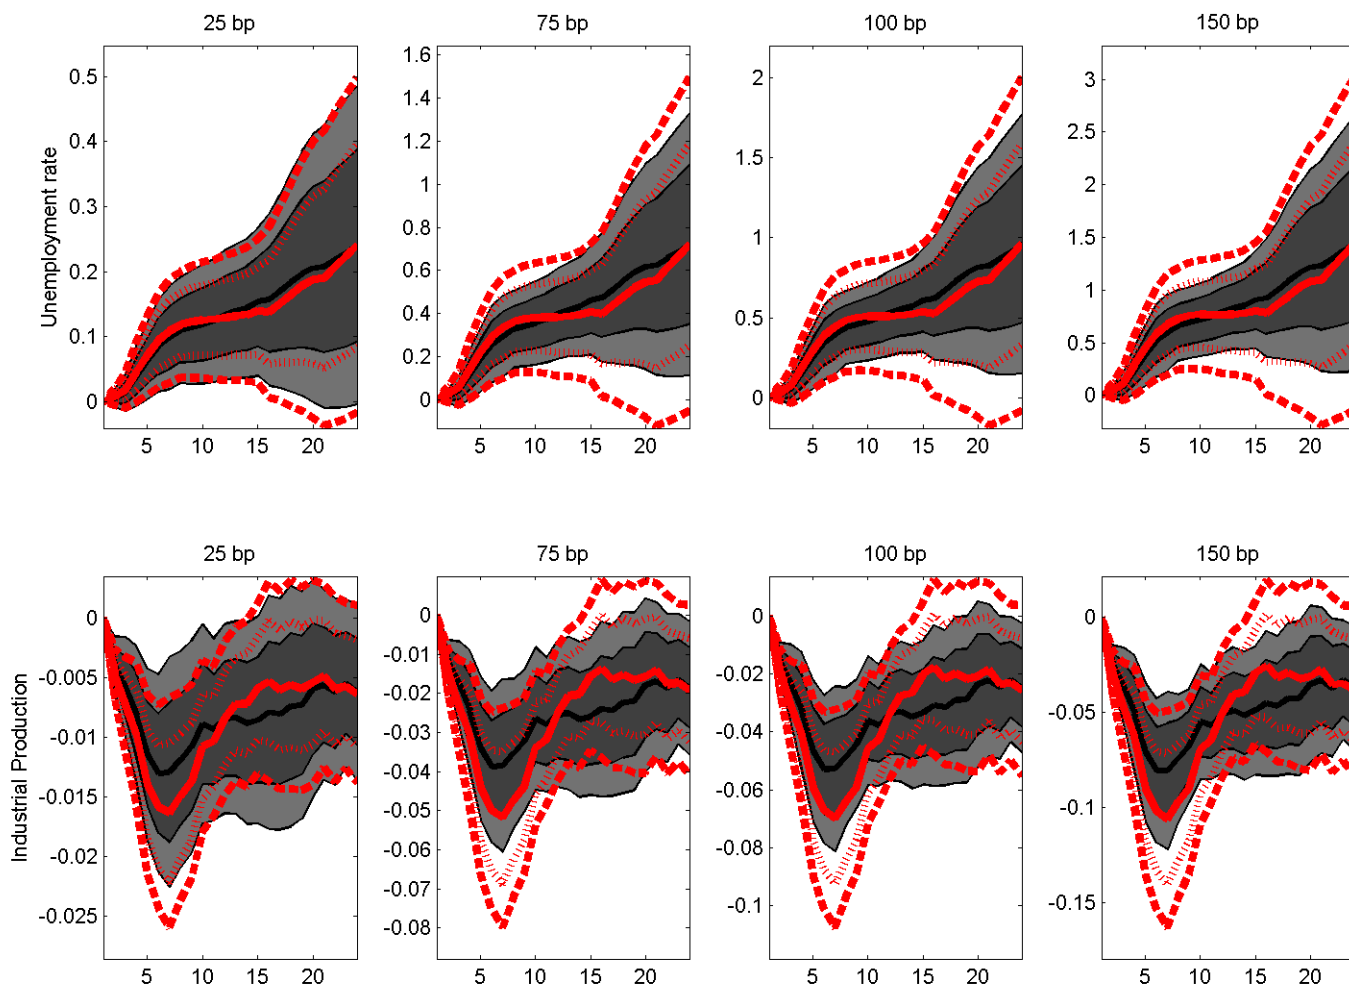 25 bp 75 bp 100 bp 150 bp
Unemployment rate
0.5 0.4 0.3 0.2 0.1 0
1.6 1.4 1.2 1 0.8 0.6 0.4 0.2 0
2 1.5 1 0.5 0
3 2.5 2 1.5 1 0.5 0
5 10 15 20 5 10 15 20 5 10 15 20 5 10 15 20
25 bp 75 bp 100 bp 150 bp
Industrial Production
0 -0.005 -0.01 -0.015 -0.02 -0.025
0 -0.01 -0.02 -0.03 -0.04 -0.05 -0.06 -0.07 -0.08
0 -0.02 -0.04 -0.06 -0.08 -0.1
0 -0.05 -0.1 -0.15
5 10 15 20 5 10 15 20 5 10 15 20 5 10 15 20